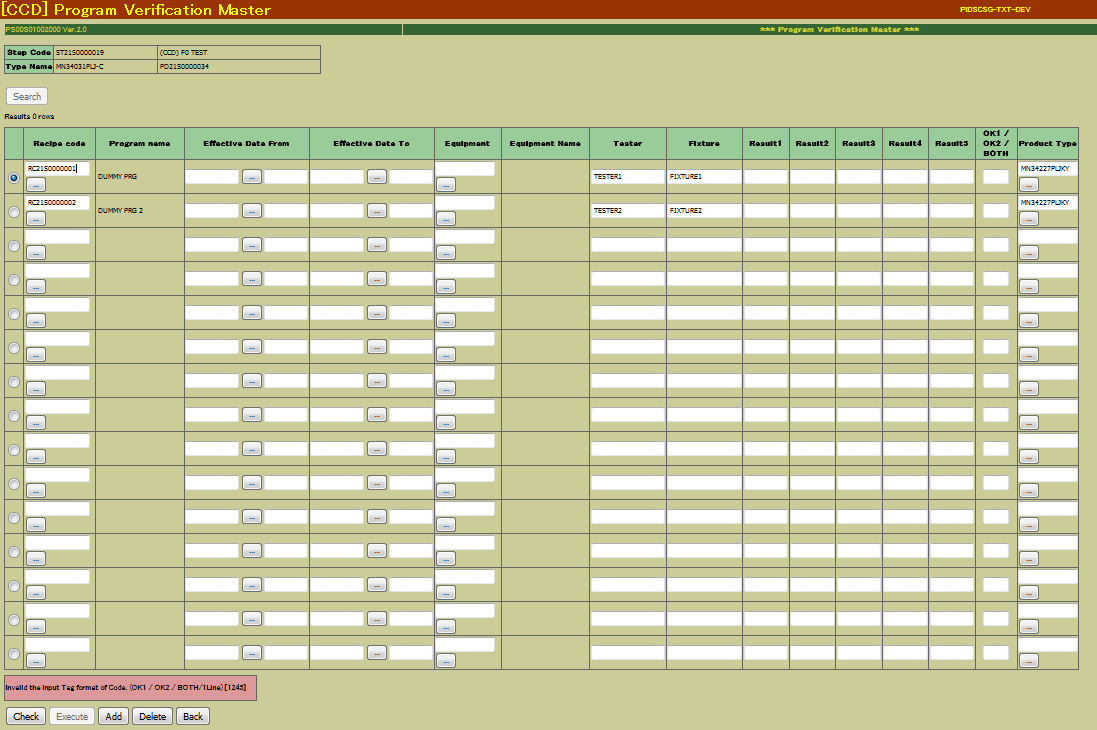 [CCD] Program Verification Master
PIDSCSG-TXT-DEV
PS00S01002000 Ver.2.0
*** Program Verification Master ***
Step Code ST21S0000019 (CCD) F0 TEST
Type Name MN34031PLJ-C PD21S0000034
Search
Results 0 rows
Recipe code Program name Effective Date From Effective Date To Equipment Equipment Name Tester Fixture Result1 Result2 Result3 Result4 Result5 OK1 / OK2 / BOTH Product Type
RC21S0000001 ... DUMMY PRG ... ... ... TESTER1 FIXTURE1 MN34227PLJKY ...
RC21S0000002 ... DUMMY PRG 2 ... ... ... TESTER2 FIXTURE2 MN34227PLJKY ...
... ... ... ... ...
... ... ... ... ...
... ... ... ... ...
... ... ... ... ...
... ... ... ... ...
... ... ... ... ...
... ... ... ... ...
... ... ... ... ...
... ... ... ... ...
... ... ... ... ...
... ... ... ... ...
... ... ... ... ...
... ... ... ... ...
Invalid the Input Tag format of Code. (OK1 / OK2 / BOTH/1Line) [1245]
Check Execute Add Delete Back